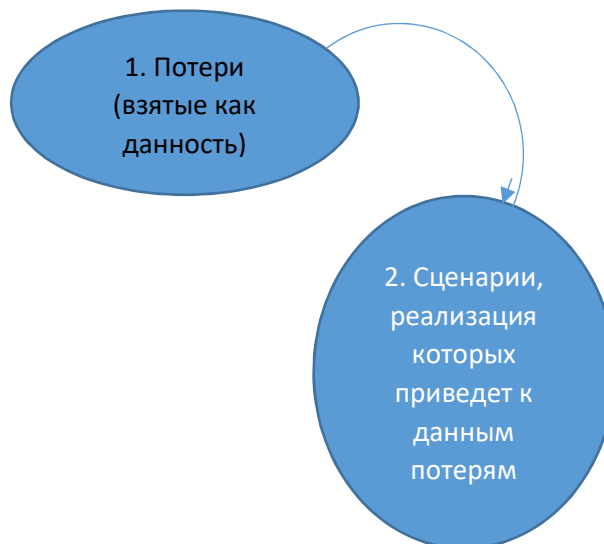 1. Потери
(взятые как
данность)
2. Сценарии,
реализация
которых
приведет к
данным
потерям